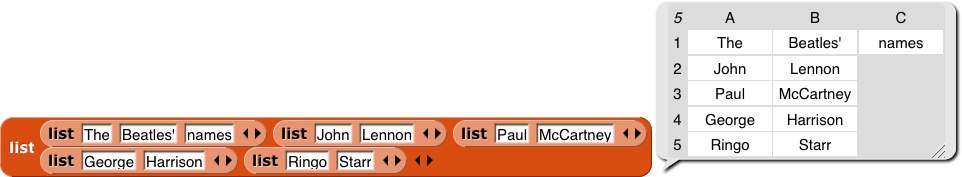 5 A B C
1 The Beatles' names
2 John Lennon
3 Paul McCartney
4 George Harrison
5 Ringo Starr
list
list The Beatles' names list John Lennon list Paul McCartney
list George Harrison list Ringo Starr